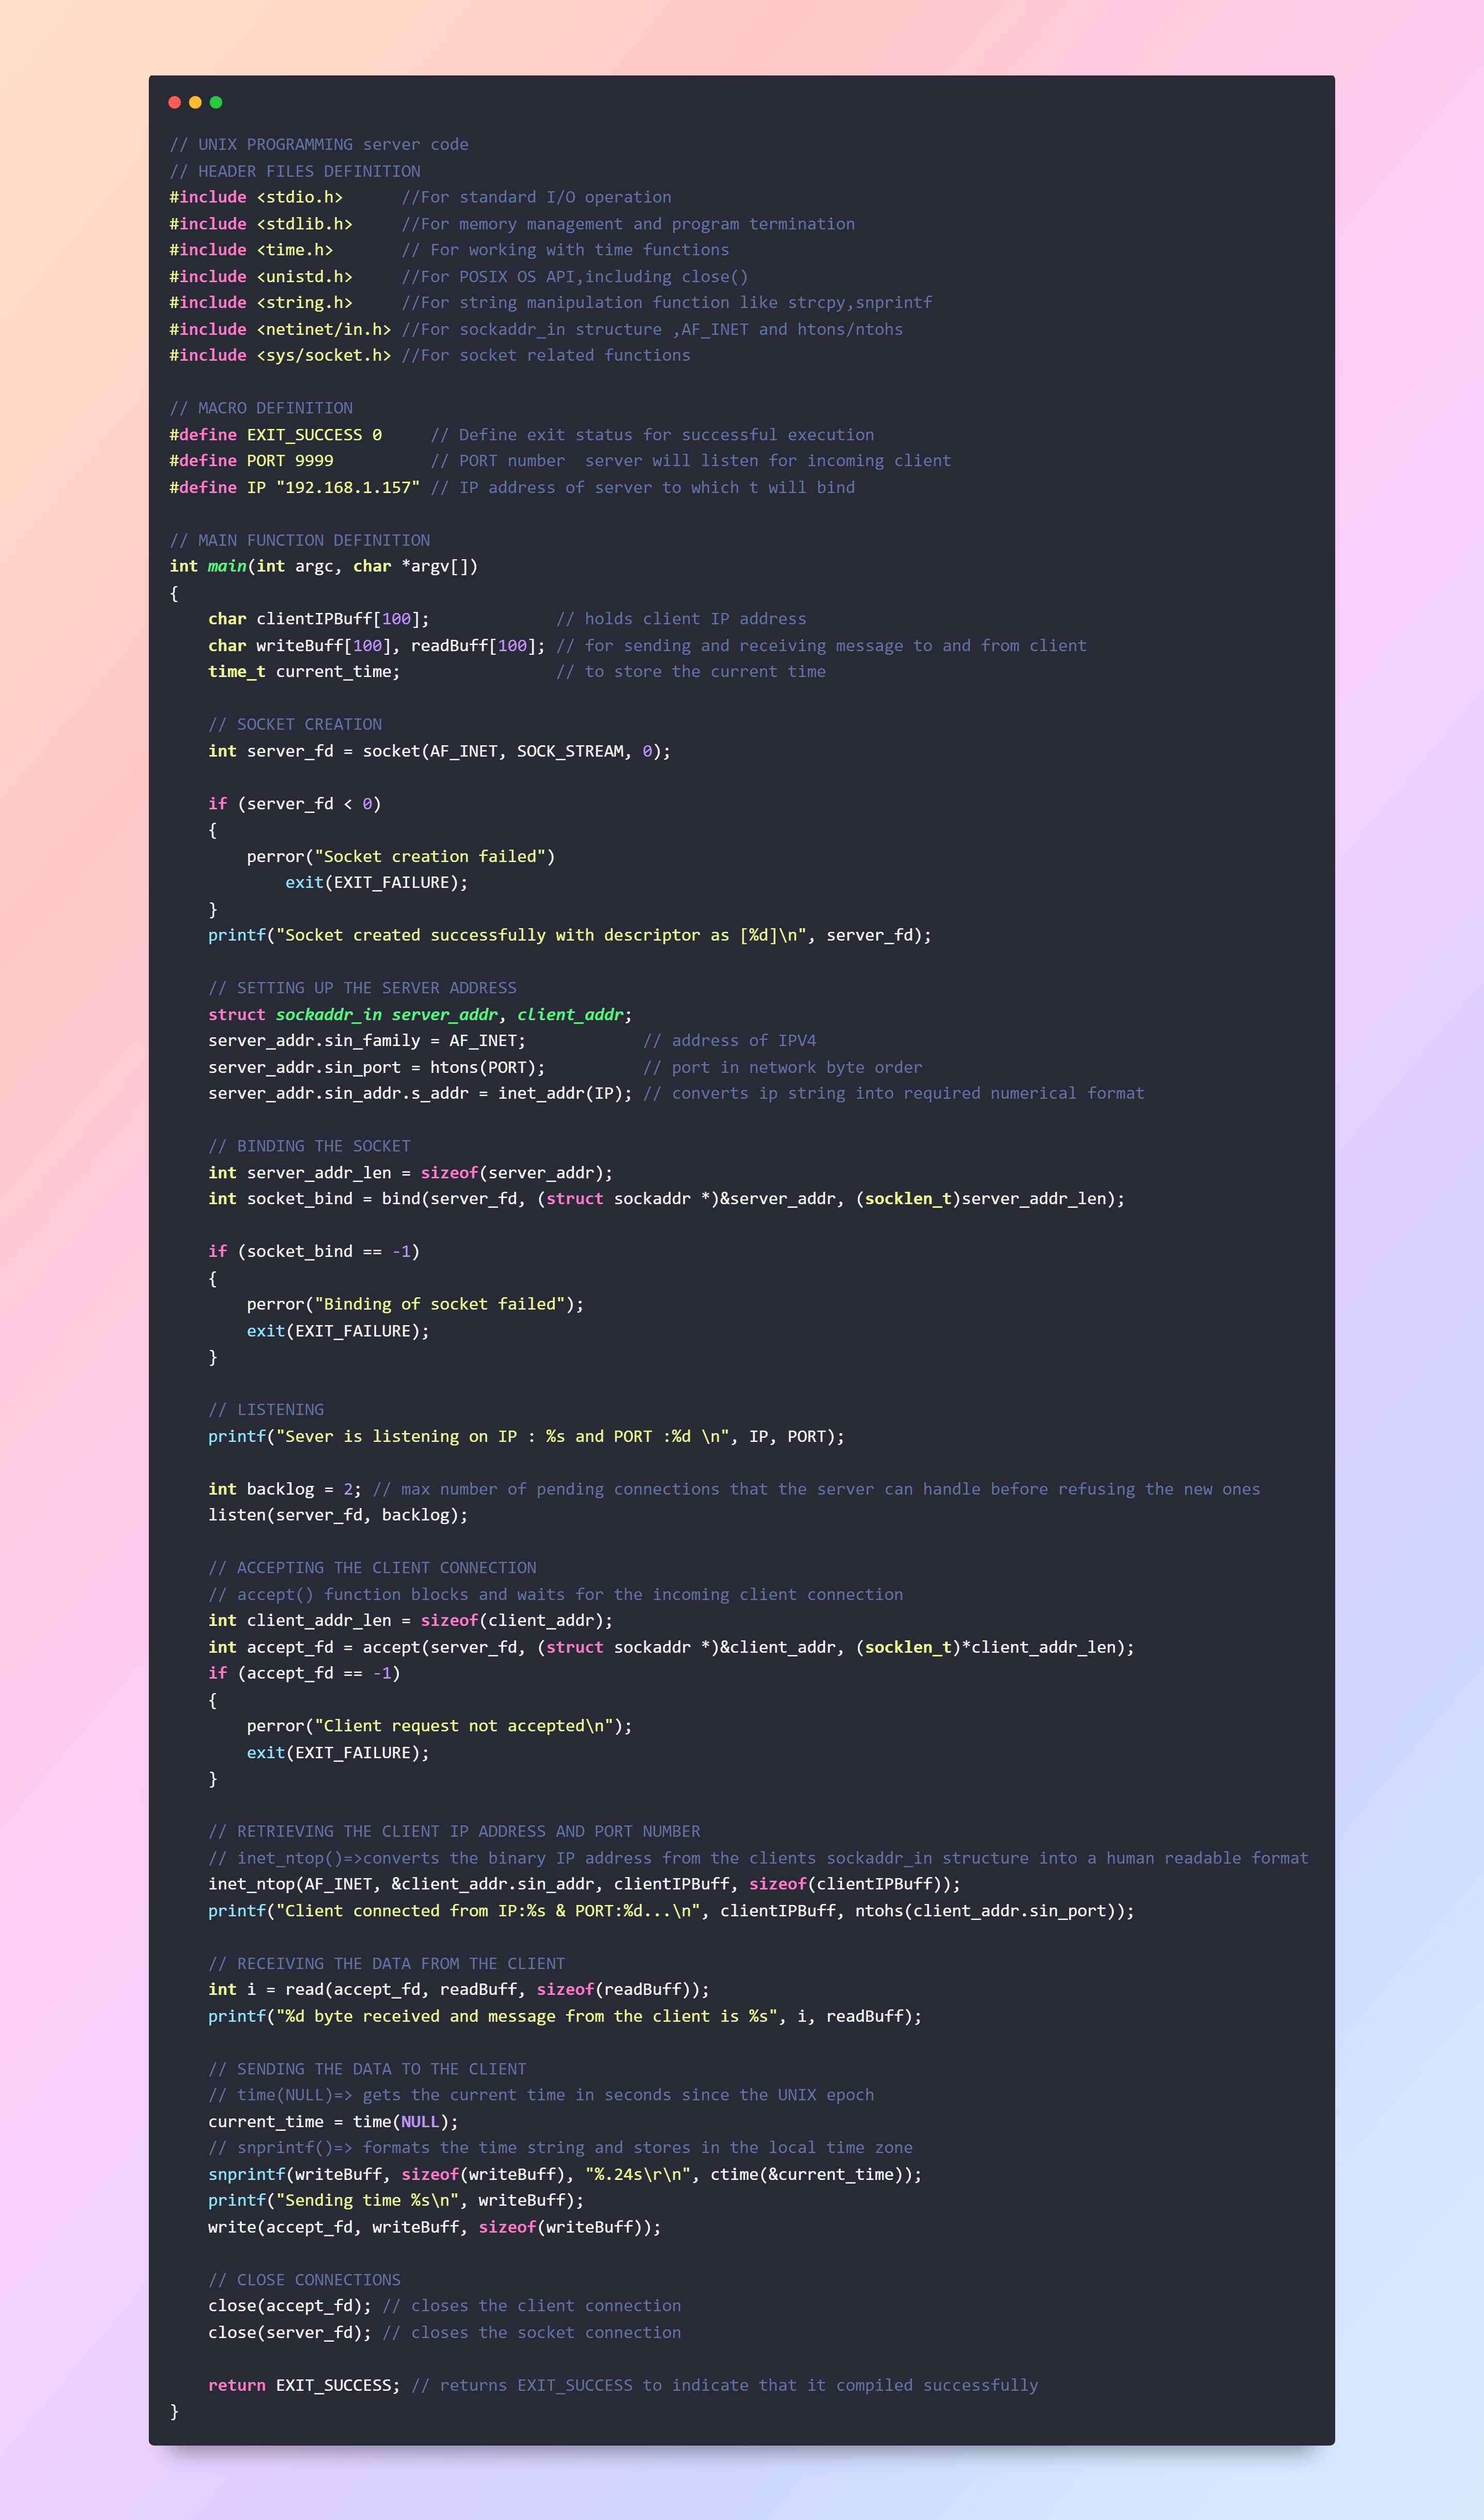 // UNIX PROGRAMMING server code
// HEADER FILES DEFINITION
#include <stdio.h>      //For standard I/O operation
#include <stdlib.h>     //For memory management and program termination
#include <time.h>       // For working with time functions
#include <unistd.h>     //For POSIX OS API,including close()
#include <string.h>     //For string manipulation function like strcpy,snprintf
#include <netinet/in.h> //For sockaddr_in structure ,AF_INET and htons/ntohs
#include <sys/socket.h> //For socket related functions

// MACRO DEFINITION
#define EXIT_SUCCESS 0     // Define exit status for successful execution
#define PORT 9999          // PORT number  server will listen for incoming client
#define IP "192.168.1.157" // IP address of server to which t will bind

// MAIN FUNCTION DEFINITION
int main(int argc, char *argv[])
{
    char clientIPBuff[100];             // holds client IP address
    char writeBuff[100], readBuff[100]; // for sending and receiving message to and from client
    time_t current_time;                // to store the current time

    // SOCKET CREATION
    int server_fd = socket(AF_INET, SOCK_STREAM, 0);

    if (server_fd < 0)
    {
        perror("Socket creation failed")
            exit(EXIT_FAILURE);
    }
    printf("Socket created successfully with descriptor as [%d]\n", server_fd);

    // SETTING UP THE SERVER ADDRESS
    struct sockaddr_in server_addr, client_addr;
    server_addr.sin_family = AF_INET;            // address of IPV4
    server_addr.sin_port = htons(PORT);          // port in network byte order
    server_addr.sin_addr.s_addr = inet_addr(IP); // converts ip string into required numerical format

    // BINDING THE SOCKET
    int server_addr_len = sizeof(server_addr);
    int socket_bind = bind(server_fd, (struct sockaddr *)&server_addr, (socklen_t)server_addr_len);

    if (socket_bind == -1)
    {
        perror("Binding of socket failed");
        exit(EXIT_FAILURE);
    }

    // LISTENING
    printf("Sever is listening on IP : %s and PORT :%d \n", IP, PORT);

    int backlog = 2; // max number of pending connections that the server can handle before refusing the new ones
    listen(server_fd, backlog);

    // ACCEPTING THE CLIENT CONNECTION
    // accept() function blocks and waits for the incoming client connection
    int client_addr_len = sizeof(client_addr);
    int accept_fd = accept(server_fd, (struct sockaddr *)&client_addr, (socklen_t)*client_addr_len);
    if (accept_fd == -1)
    {
        perror("Client request not accepted\n");
        exit(EXIT_FAILURE);
    }

    // RETRIEVING THE CLIENT IP ADDRESS AND PORT NUMBER
    // inet_ntop()=>converts the binary IP address from the clients sockaddr_in structure into a human readable format
    inet_ntop(AF_INET, &client_addr.sin_addr, clientIPBuff, sizeof(clientIPBuff));
    printf("Client connected from IP:%s & PORT:%d...\n", clientIPBuff, ntohs(client_addr.sin_port));

    // RECEIVING THE DATA FROM THE CLIENT
    int i = read(accept_fd, readBuff, sizeof(readBuff));
    printf("%d byte received and message from the client is %s", i, readBuff);

    // SENDING THE DATA TO THE CLIENT
    // time(NULL)=> gets the current time in seconds since the UNIX epoch
    current_time = time(NULL);
    // snprintf()=> formats the time string and stores in the local time zone
    snprintf(writeBuff, sizeof(writeBuff), "%.24s\r\n", ctime(&current_time));
    printf("Sending time %s\n", writeBuff);
    write(accept_fd, writeBuff, sizeof(writeBuff));

    // CLOSE CONNECTIONS
    close(accept_fd); // closes the client connection
    close(server_fd); // closes the socket connection

    return EXIT_SUCCESS; // returns EXIT_SUCCESS to indicate that it compiled successfully
}